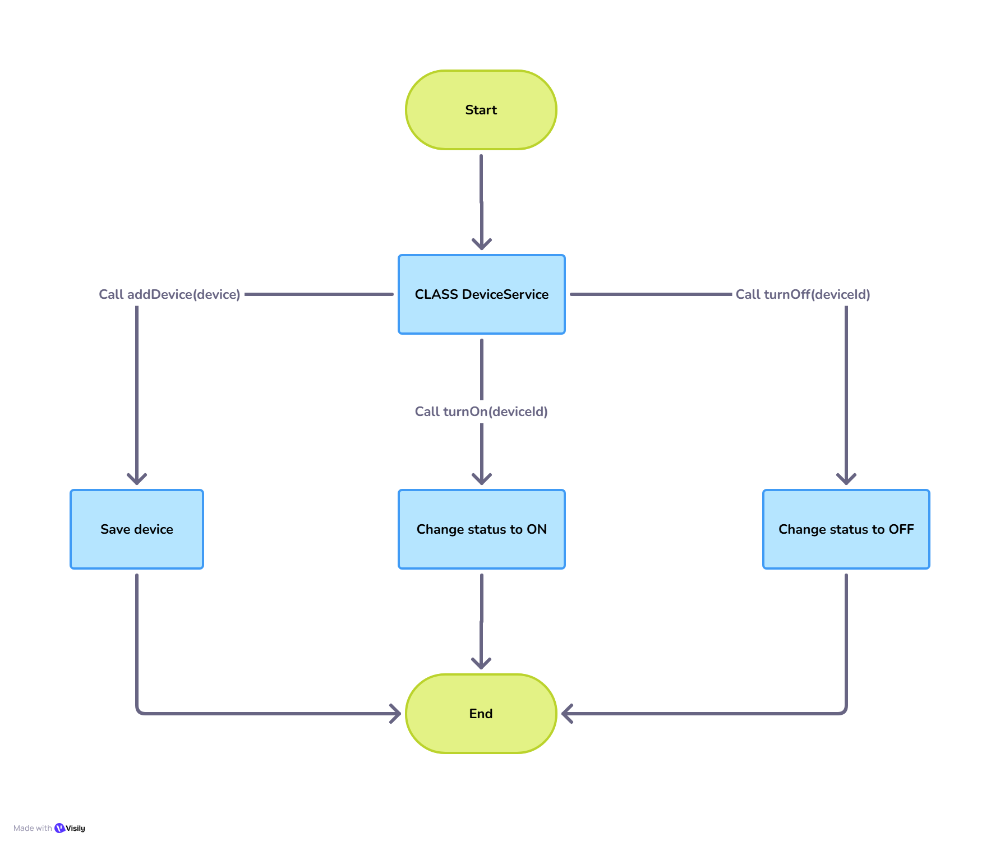 Start
CLASS DeviceService
Call addDevice(device)
Call turnOff(deviceId)
Call turnOn(deviceId)
Save device
Change status to ON
Change status to OFF
End
Made with Visily